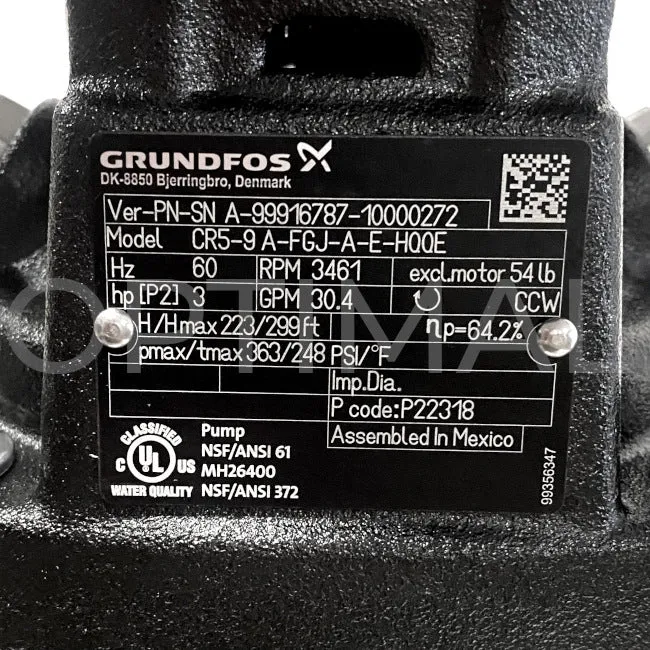 GRUNDFOS
DK-8850 Bjerringbro, Denmark
Ver-PN-SN A-99916787-10000272
Model CR5-9 A-FGJ-A-E-HQQE
Hz 60 RPM 3461 excl.motor 54 lb
hp [P2] 3 GPM 30.4 CCW
H/Hmax 223/299 ft ηp=64.2%
pmax/tmax 363/248 PSI/°F
Imp.Dia.
P code:P22318
Assembled In Mexico
CLASSIFIED
C UL US
WATER QUALITY
Pump
NSF/ANSI 61
MH26400
NSF/ANSI 372
99356347
OPTIMAL